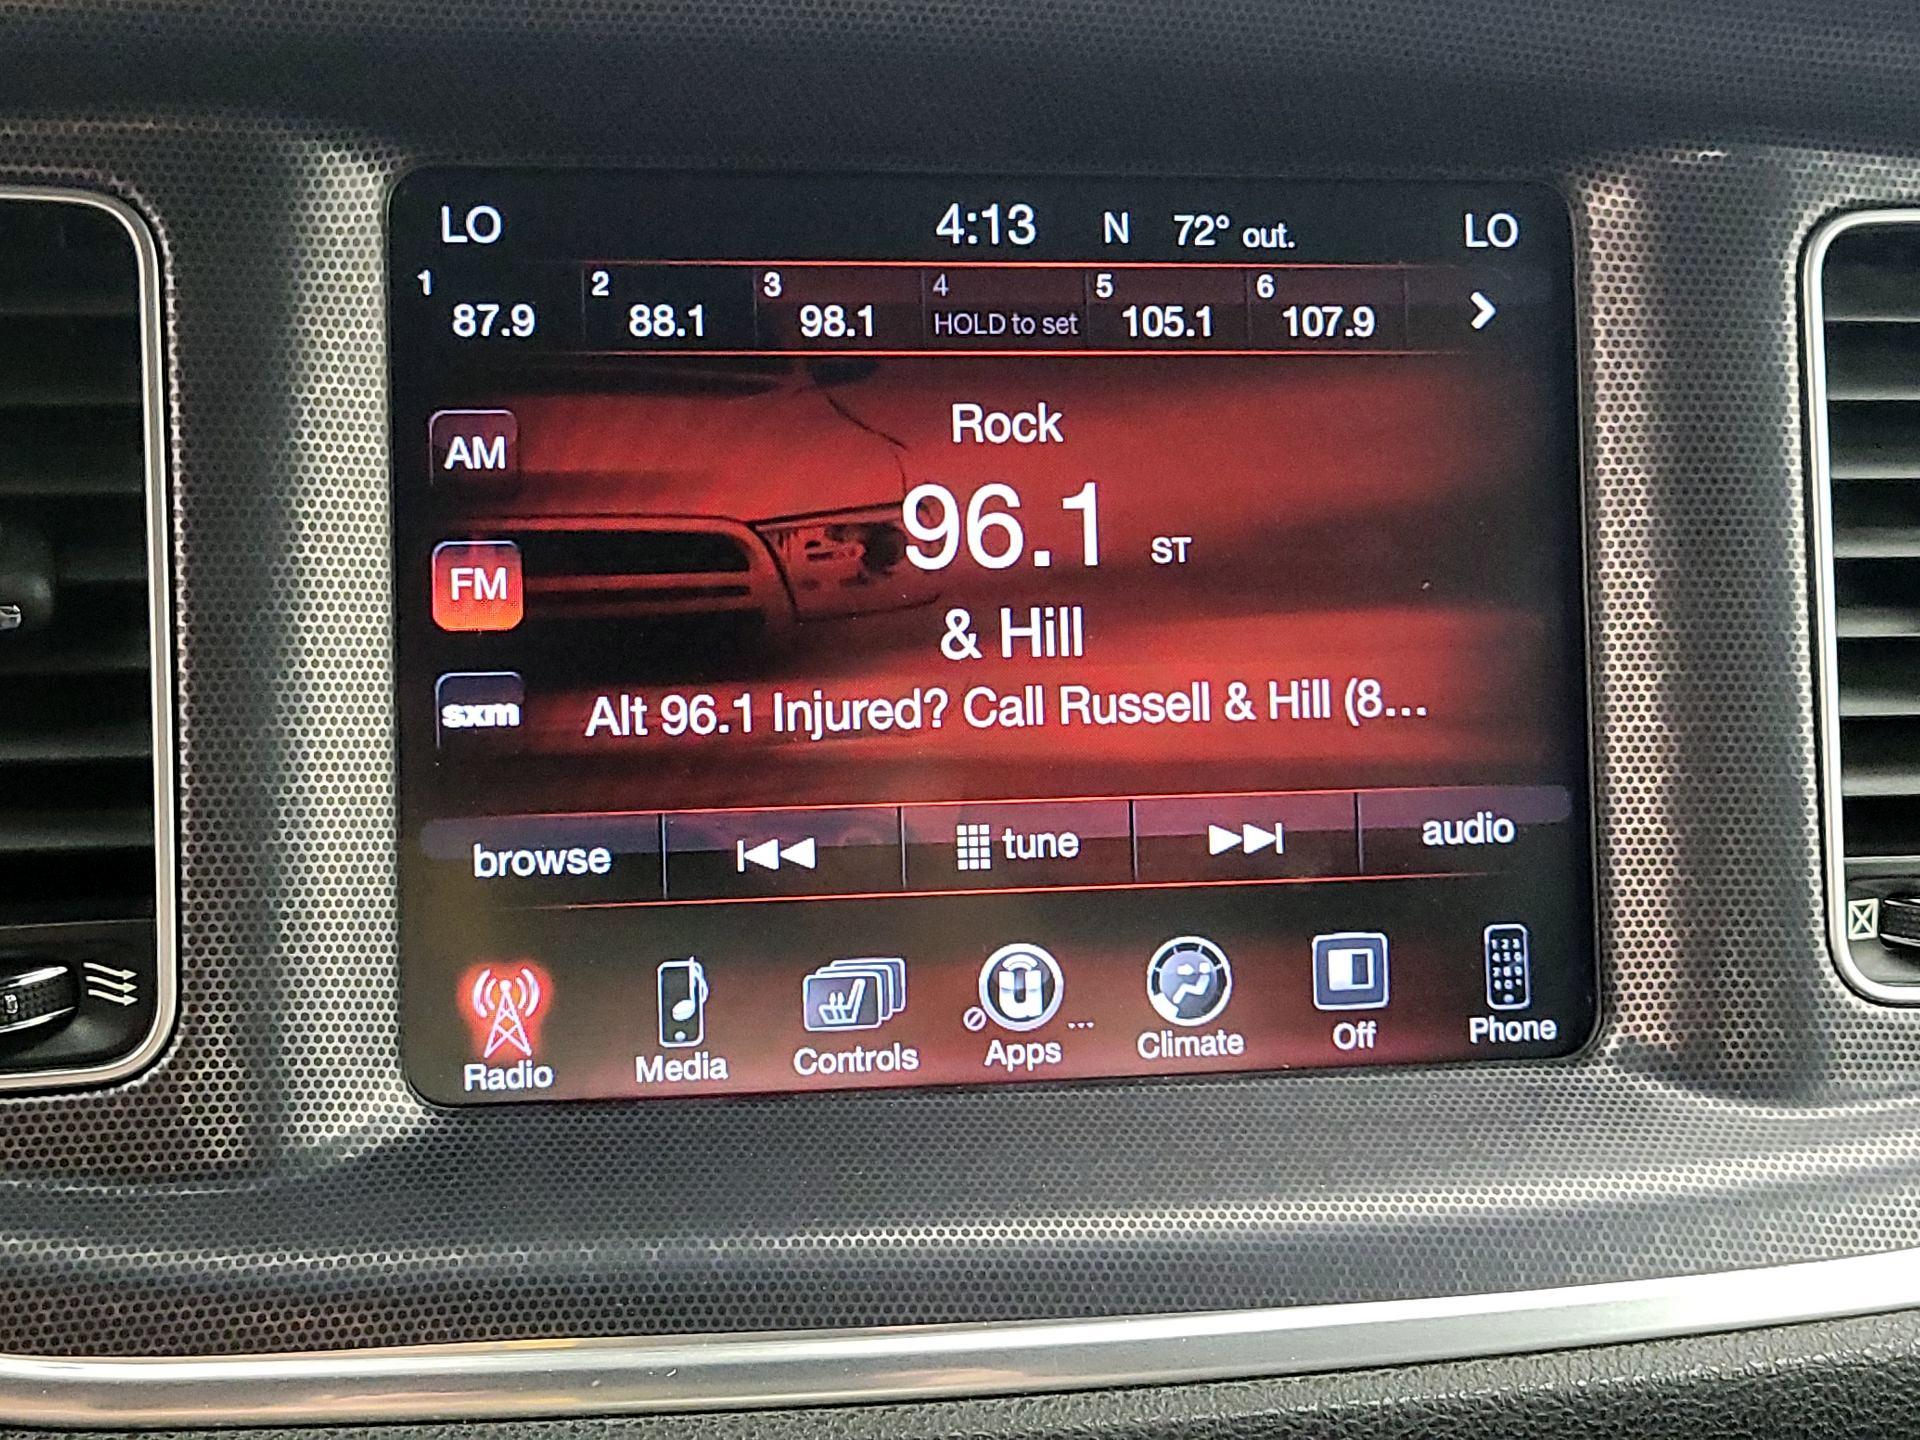 LO 4:13 N 72° out. LO
1 2 3 4 5 6
87.9 88.1 98.1 HOLD to set 105.1 107.9
Rock
AM
96.1 ST
FM
& Hill
sxm
Alt 96.1 Injured? Call Russell & Hill (8...
browse tune audio
Radio Media Controls Apps ... Climate Off Phone